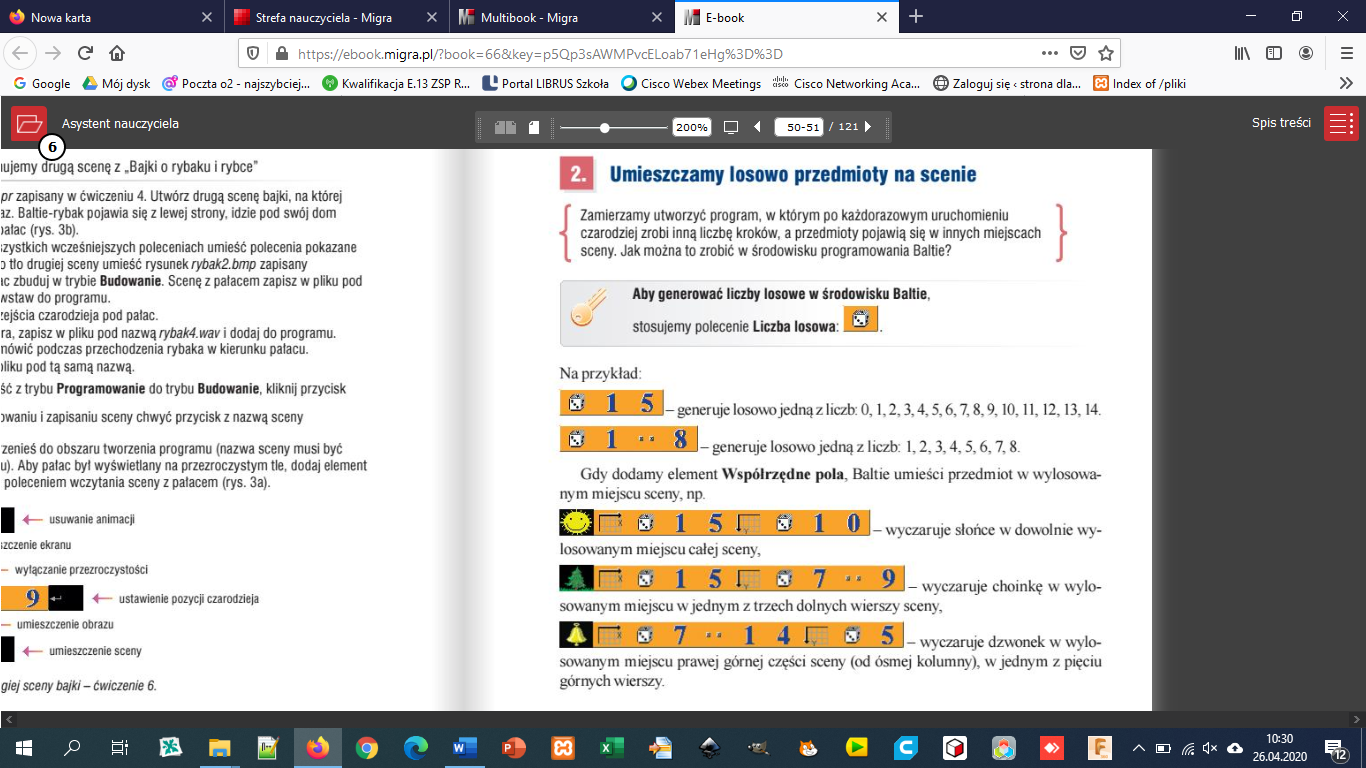 Nowa karta
Strefa nauczyciela - Migra
Multibook - Migra
E-book
https://ebook.migra.pl/?book=66&key=p5Qp3sAWMPvcELoab71eHg%3D%3D
Google
Mój dysk
Poczta o2 - najszybciej...
Kwalifikacja E.13 ZSP R...
Portal LIBRUS Szkoła
Cisco Webex Meetings
Cisco Networking Aca...
Zaloguj się ‹ strona dla...
Index of /pliki
Asystent nauczyciela
6
200%
50-51 / 121
Spis treści
nujemy drugą scenę z „Bajki o rybaku i rybce”
pr zapisany w ćwiczeniu 4. Utwórz drugą scenę bajki, na której
az. Baltie-rybak pojawia się z lewej strony, idzie pod swój dom
pałac (rys. 3b).
szystkich wcześniejszych poleceniach umieść polecenia pokazane
o tło drugiej sceny umieść rysunek rybak2.bmp zapisany
ac zbuduj w trybie Budowanie. Scenę z pałacem zapisz w pliku pod
wstaw do programu.
zejścia czarodzieja pod pałac.
ra, zapisz w pliku pod nazwą rybak4.wav i dodaj do programu.
mówić podczas przechodzenia rybaka w kierunku pałacu.
pliku pod tą samą nazwą.
ść z trybu Programowanie do trybu Budowanie, kliknij przycisk
owaniu i zapisaniu sceny chwyć przycisk z nazwą sceny
rzenieś do obszaru tworzenia programu (nazwa sceny musi być
u). Aby pałac był wyświetlany na przezroczystym tle, dodaj element
poleceniem wczytania sceny z pałacem (rys. 3a).
usuwanie animacji
szczenie ekranu
wyłączanie przezroczystości
9 ustawienie pozycji czarodzieja
umieszczenie obrazu
umieszczenie sceny
giej sceny bajki – ćwiczenie 6.
2. Umieszczamy losowo przedmioty na scenie
Zamierzamy utworzyć program, w którym po każdorazowym uruchomieniu
czarodziej zrobi inną liczbę kroków, a przedmioty pojawią się w innych miejscach
sceny. Jak można to zrobić w środowisku programowania Baltie?
Aby generować liczby losowe w środowisku Baltie,
stosujemy polecenie Liczba losowa: .
Na przykład:
1 5 – generuje losowo jedną z liczb: 0, 1, 2, 3, 4, 5, 6, 7, 8, 9, 10, 11, 12, 13, 14.
1 .. 8 – generuje losowo jedną z liczb: 1, 2, 3, 4, 5, 6, 7, 8.
Gdy dodamy element Współrzędne pola, Baltie umieści przedmiot w wylosowa-
nym miejscu sceny, np.
x 1 5 y 1 0 – wyczaruje słońce w dowolnie wy-
losowanym miejscu całej sceny,
x 1 5 y 7 .. 9 – wyczaruje choinkę w wylo-
sowanym miejscu w jednym z trzech dolnych wierszy sceny,
x 7 .. 1 4 y 5 – wyczaruje dzwonek w wylo-
sowanym miejscu prawej górnej części sceny (od ósmej kolumny), w jednym z pięciu
górnych wierszy.
10:30
26.04.2020
12